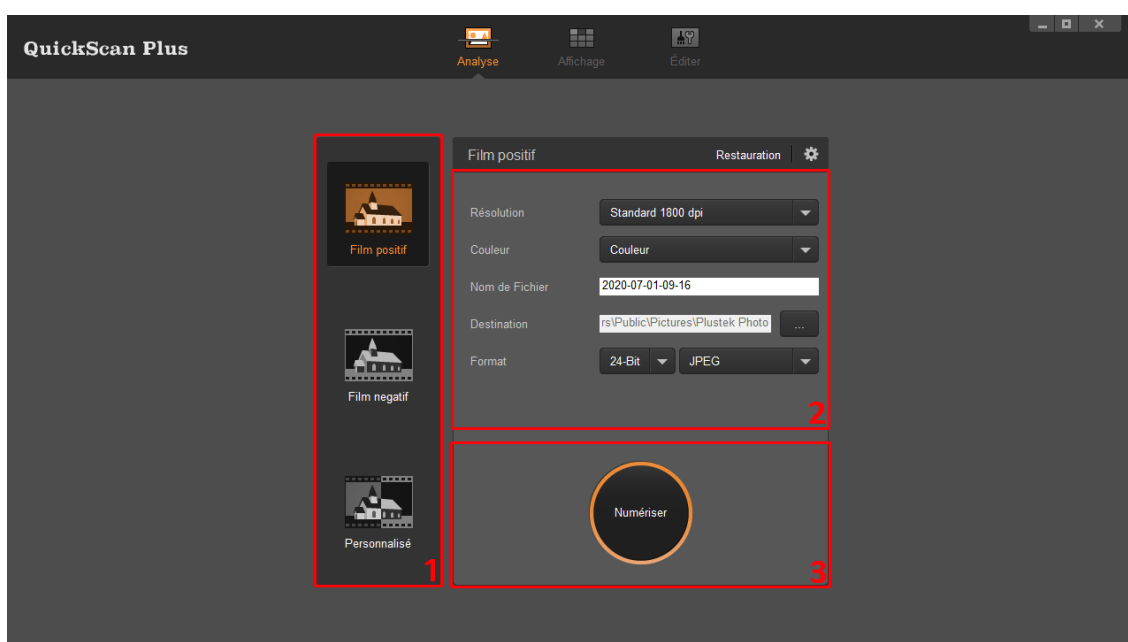 QuickScan Plus
Analyse
Affichage
Éditer
Film positif
Film negatif
Personnalisé
1
Film positif Restauration
Résolution Standard 1800 dpi
Couleur Couleur
Nom de Fichier 2020-07-01-09-16
Destination rs\Public\Pictures\Plustek Photo ...
Format 24-Bit JPEG
2
Numériser
3